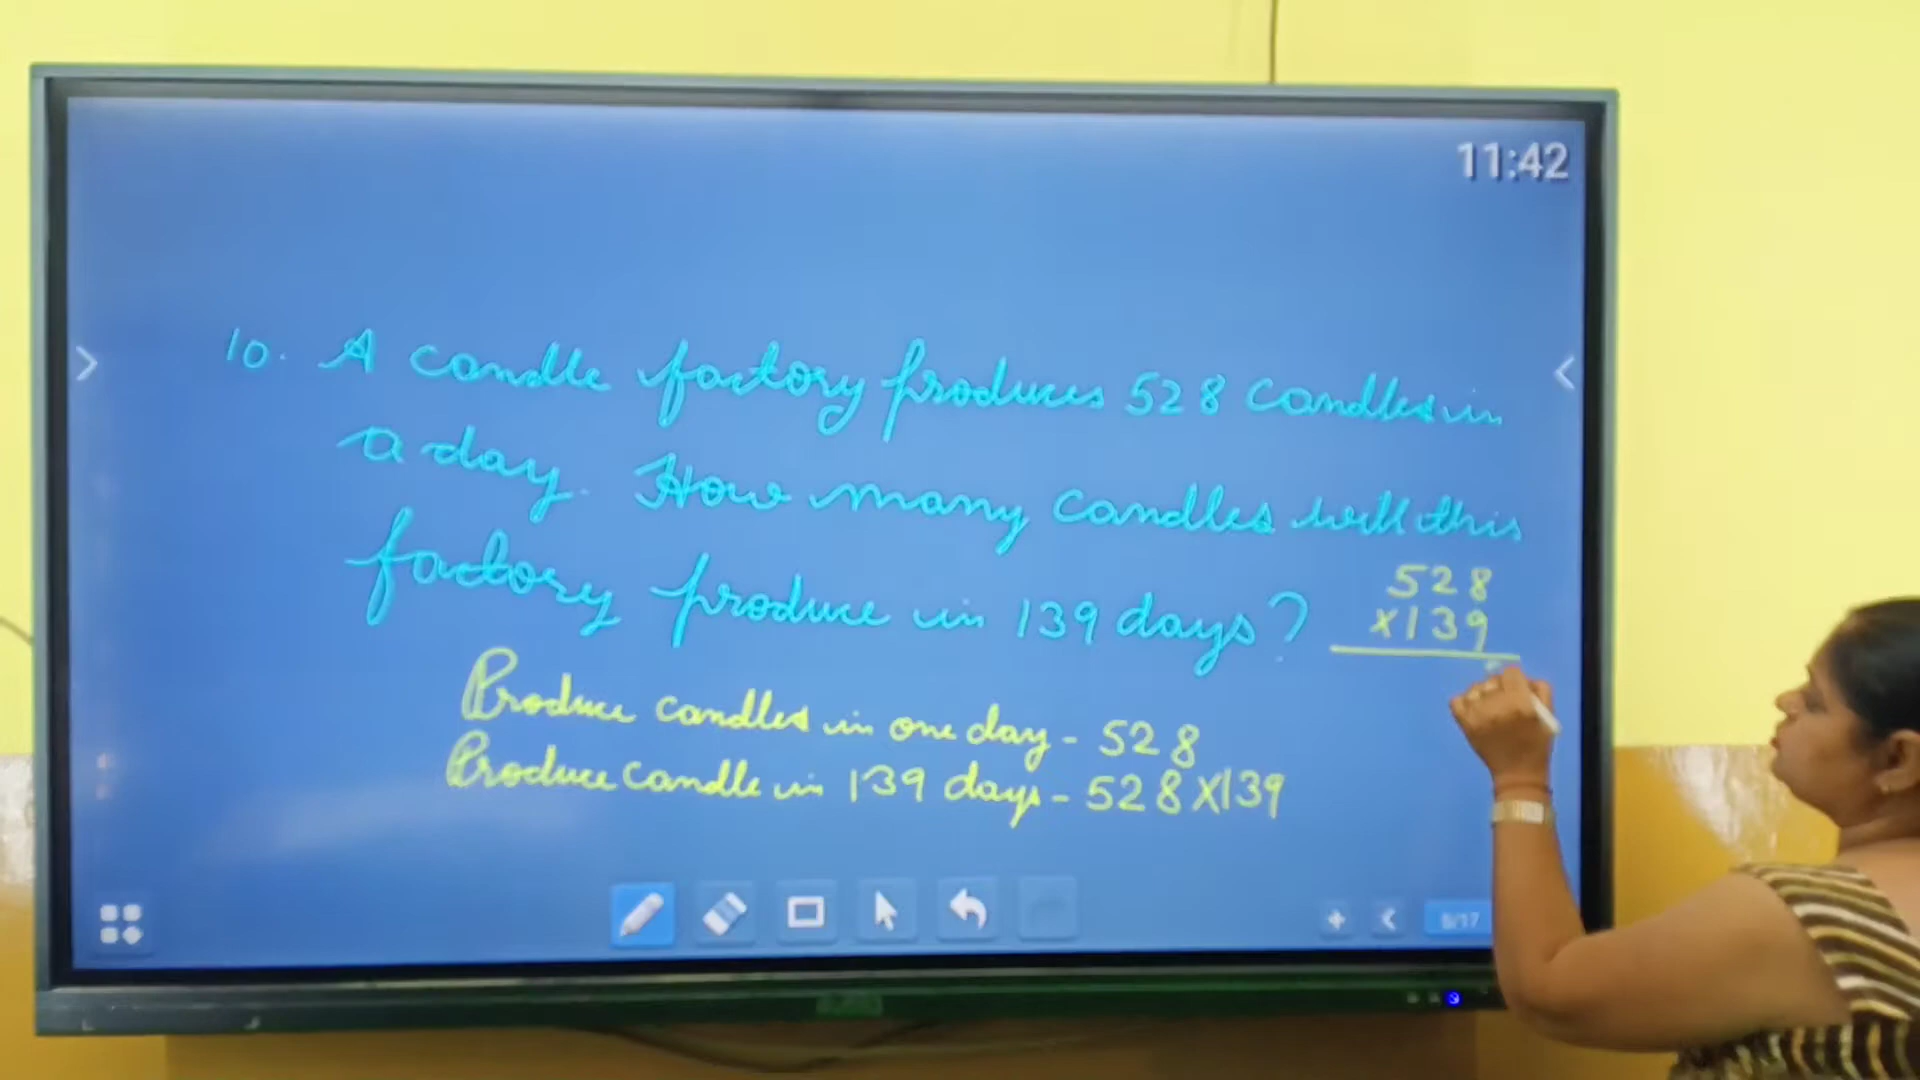 11:42
10. A candle factory produces 528 candles in
a day. How many candles will this
factory produce in 139 days?
528
×139
Produce candles in one day - 528
Produce candle in 139 days - 528×139